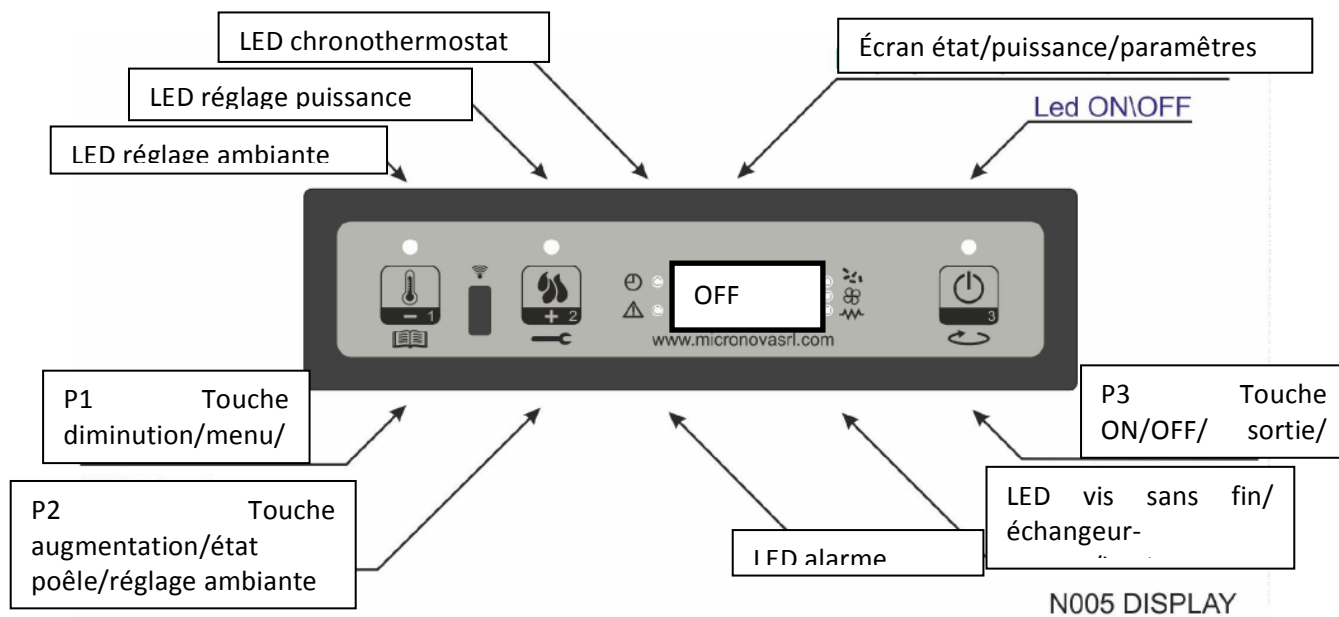 LED chronothermostat
Écran état/puissance/paramêtres
LED réglage puissance
Led ON\OFF
LED réglage ambiante
OFF
- 1
+ 2
3
www.micronovasrl.com
P1 Touche
diminution/menu/
P3 Touche
ON/OFF/ sortie/
P2 Touche
augmentation/état
poêle/réglage ambiante
LED alarme
LED vis sans fin/
échangeur-
N005 DISPLAY